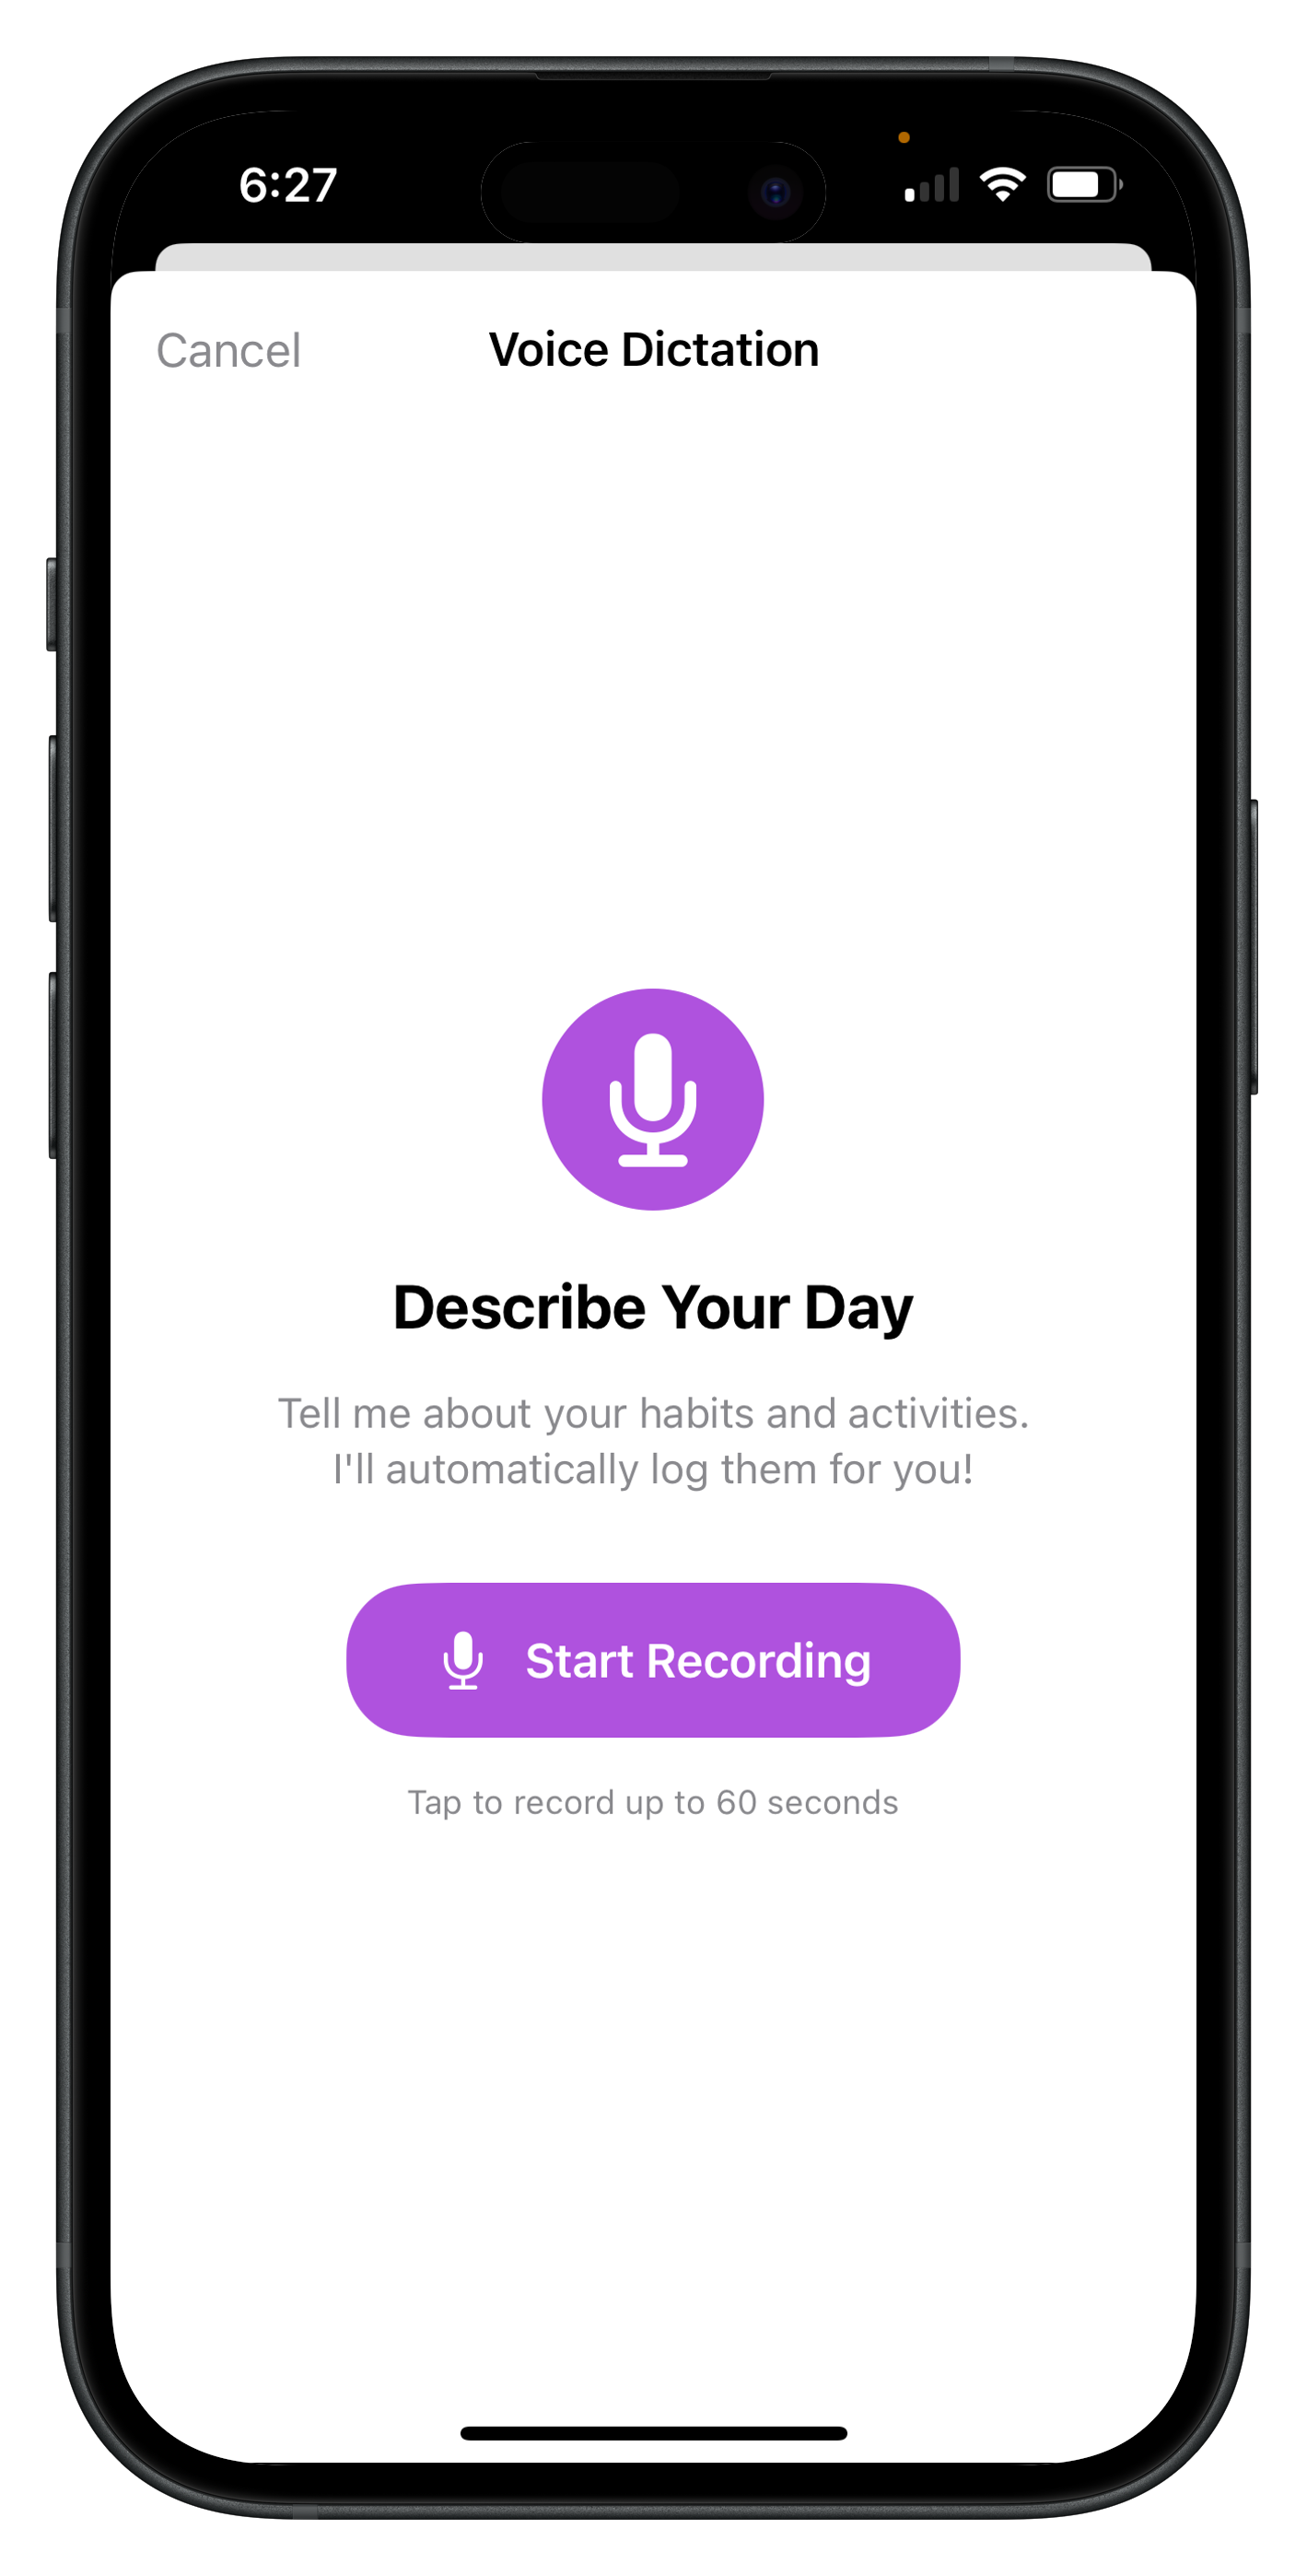 6:27
Cancel
Voice Dictation
Describe Your Day
Tell me about your habits and activities.
I'll automatically log them for you!
Start Recording
Tap to record up to 60 seconds